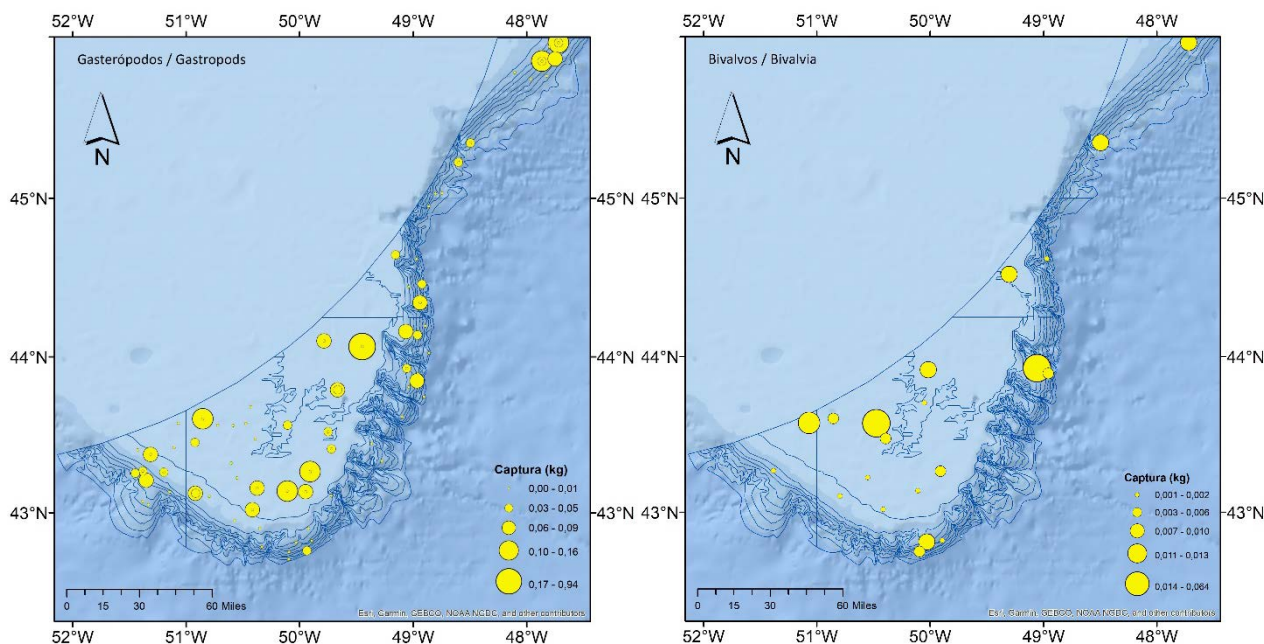 52°W 51°W 50°W 49°W 48°W
52°W 51°W 50°W 49°W 48°W
Gasterópodos / Gastropods
N
45°N
44°N
43°N
Captura (kg)
0,00 - 0,01
0,03 - 0,05
0,06 - 0,09
0,10 - 0,16
0,17 - 0,94
0 15 30 60 Miles
Esri, Garmin, GEBCO, NOAA NGDC, and other contributors
52°W 51°W 50°W 49°W 48°W
Bivalvos / Bivalvia
N
45°N
44°N
43°N
45°N
44°N
43°N
Captura (kg)
0,001 - 0,002
0,003 - 0,006
0,007 - 0,010
0,011 - 0,013
0,014 - 0,064
0 15 30 60 Miles
Esri, Garmin, GEBCO, NOAA NGDC, and other contributors
52°W 51°W 50°W 49°W 48°W